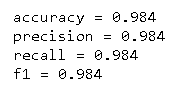 accuracy = 0.984
precision = 0.984
recall = 0.984
f1 = 0.984